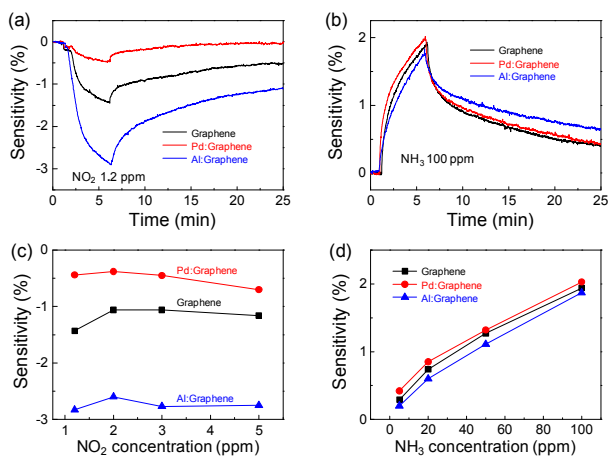 (a)
Sensitivity (%)
0
-1
-2
-3
Graphene
Pd:Graphene
Al:Graphene
NO₂ 1.2 ppm
0 5 10 15 20 25
Time (min)
(b)
Sensitivity (%)
2
1
0
Graphene
Pd:Graphene
Al:Graphene
NH₃ 100 ppm
0 5 10 15 20 25
Time (min)
(c)
Sensitivity (%)
0
-1
-2
-3
Pd:Graphene
Graphene
Al:Graphene
1 2 3 4 5
NO₂ concentration (ppm)
(d)
Sensitivity (%)
2
1
0
Graphene
Pd:Graphene
Al:Graphene
0 20 40 60 80 100
NH₃ concentration (ppm)